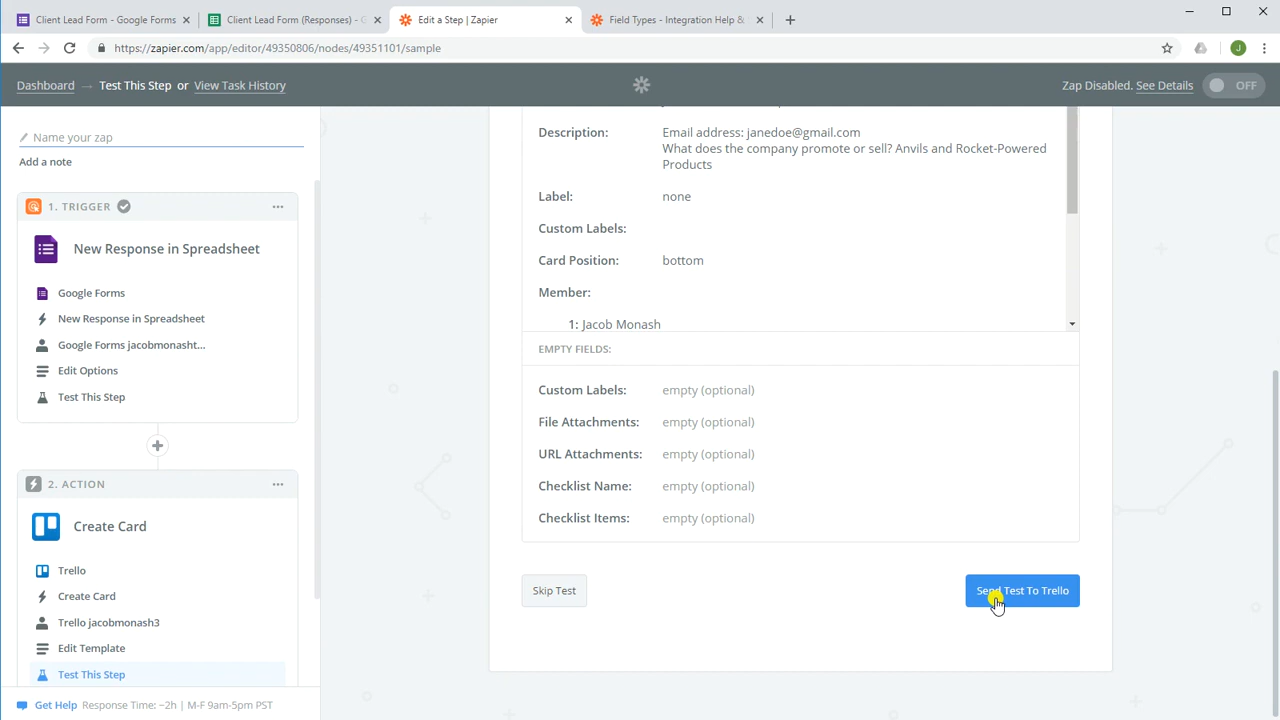 Client Lead Form - Google Forms
Client Lead Form (Responses) - G
Edit a Step | Zapier
Field Types - Integration Help &
https://zapier.com/app/editor/49350806/nodes/49351101/sample
J
Dashboard → Test This Step or View Task History
Zap Disabled. See Details
OFF
Name your zap
Add a note
1. TRIGGER
New Response in Spreadsheet
Google Forms
New Response in Spreadsheet
Google Forms jacobmonasht...
Edit Options
Test This Step
2. ACTION
Create Card
Trello
Create Card
Trello jacobmonash3
Edit Template
Test This Step
Get Help Response Time: ~2h | M-F 9am-5pm PST
Description: Email address: janedoe@gmail.com
What does the company promote or sell? Anvils and Rocket-Powered
Products
Label: none
Custom Labels:
Card Position: bottom
Member:
1: Jacob Monash
EMPTY FIELDS:
Custom Labels: empty (optional)
File Attachments: empty (optional)
URL Attachments: empty (optional)
Checklist Name: empty (optional)
Checklist Items: empty (optional)
Skip Test
Send Test To Trello